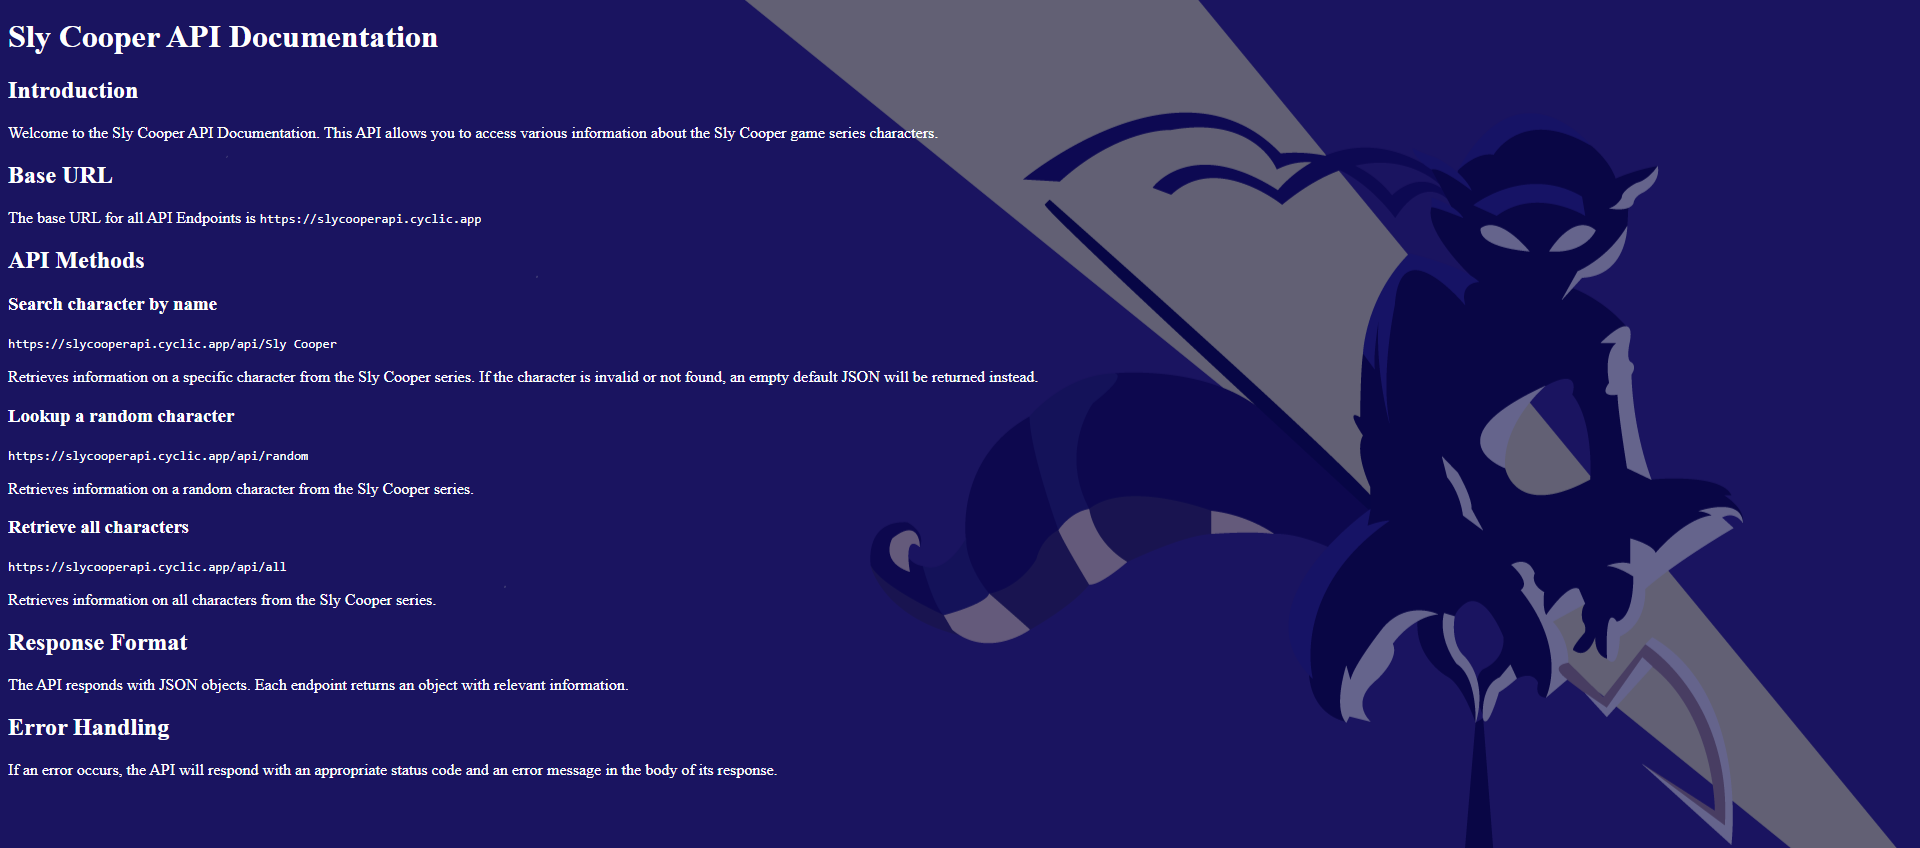 Sly Cooper API Documentation
Introduction
Welcome to the Sly Cooper API Documentation. This API allows you to access various information about the Sly Cooper game series characters.
Base URL
The base URL for all API Endpoints is https://slycooperapi.cyclic.app
API Methods
Search character by name
https://slycooperapi.cyclic.app/api/Sly Cooper
Retrieves information on a specific character from the Sly Cooper series. If the character is invalid or not found, an empty default JSON will be returned instead.
Lookup a random character
https://slycooperapi.cyclic.app/api/random
Retrieves information on a random character from the Sly Cooper series.
Retrieve all characters
https://slycooperapi.cyclic.app/api/all
Retrieves information on all characters from the Sly Cooper series.
Response Format
The API responds with JSON objects. Each endpoint returns an object with relevant information.
Error Handling
If an error occurs, the API will respond with an appropriate status code and an error message in the body of its response.